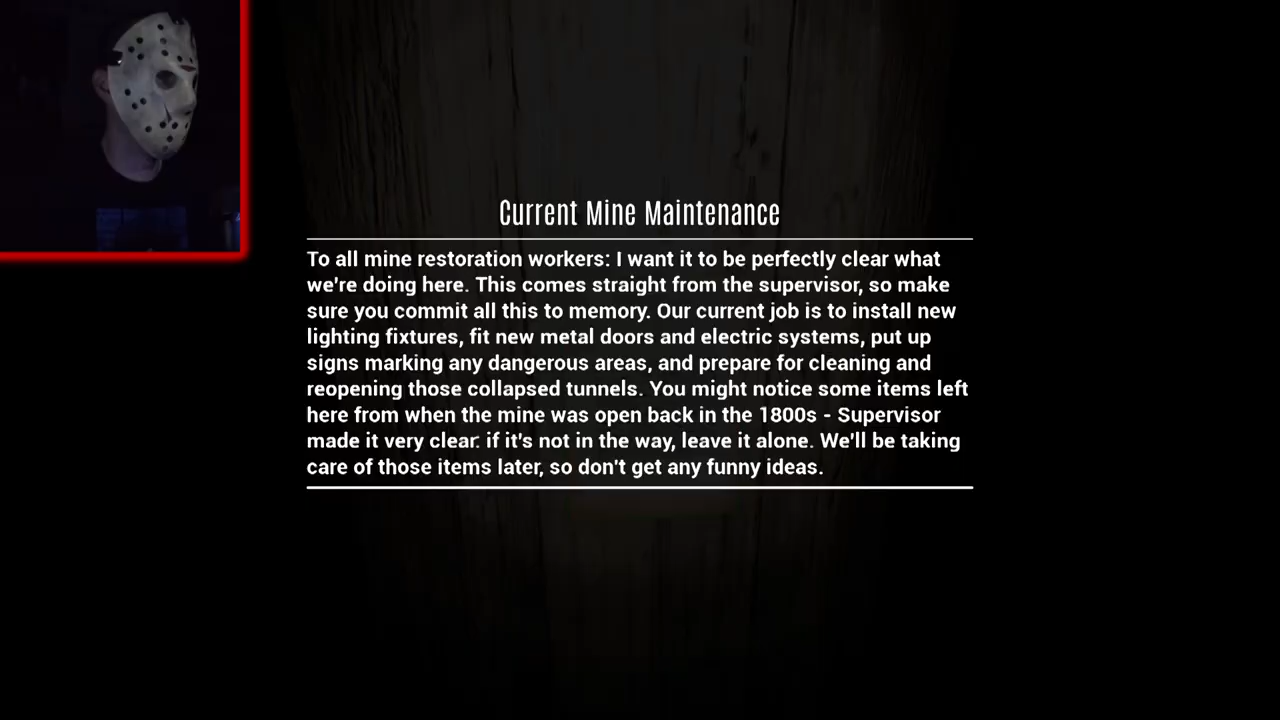 Current Mine Maintenance
To all mine restoration workers: I want it to be perfectly clear what
we're doing here. This comes straight from the supervisor, so make
sure you commit all this to memory. Our current job is to install new
lighting fixtures, fit new metal doors and electric systems, put up
signs marking any dangerous areas, and prepare for cleaning and
reopening those collapsed tunnels. You might notice some items left
here from when the mine was open back in the 1800s - Supervisor
made it very clear: if it's not in the way, leave it alone. We'll be taking
care of those items later, so don't get any funny ideas.